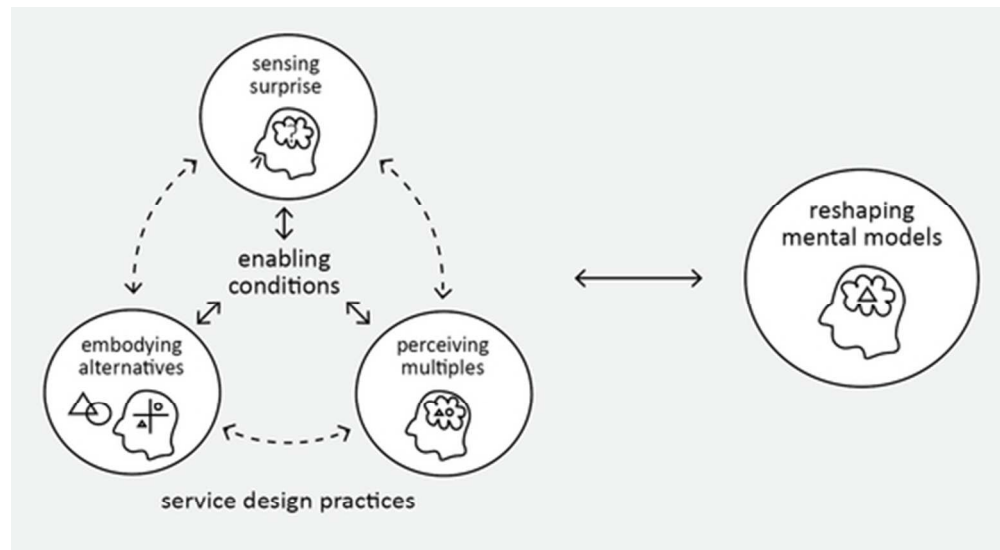 sensing
surprise
enabling
conditions
embodying
alternatives
perceiving
multiples
service design practices
reshaping
mental models